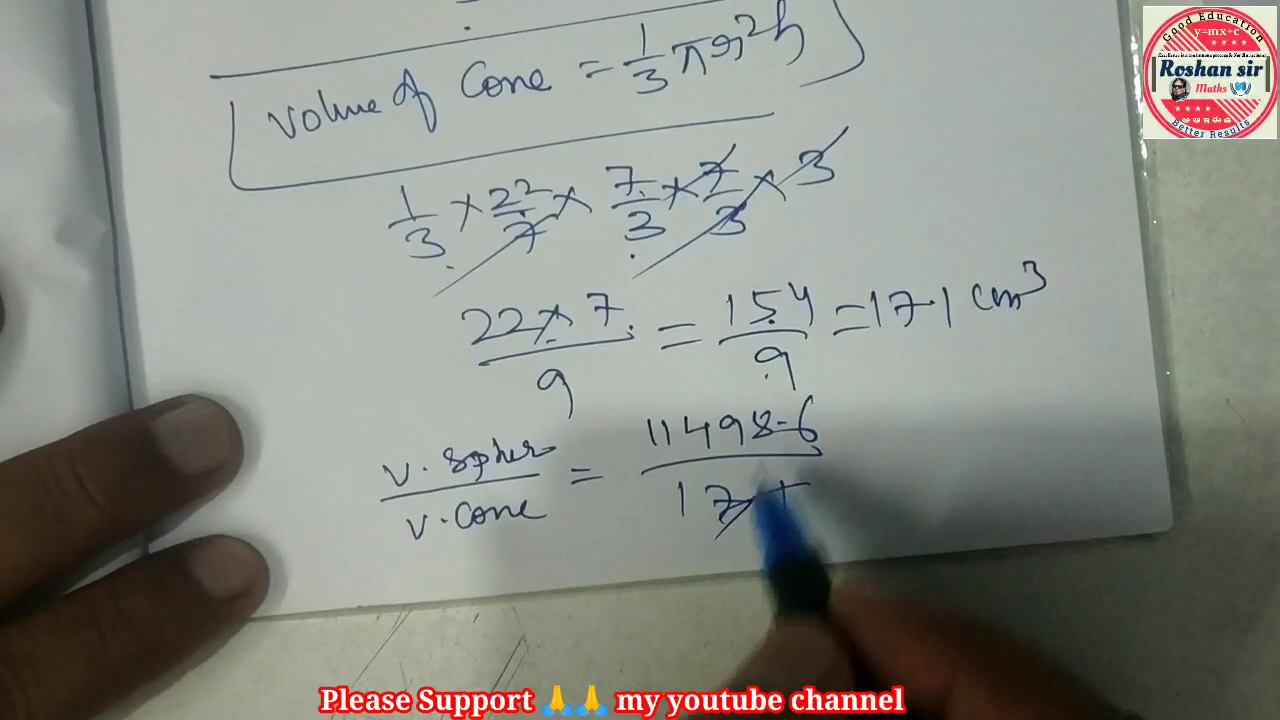 Good Education
y=mx+c
Roshan sir
Maths
Better Results
Volume of Cone = 1/3 πr²h
1/3 × 22/7 × 7/3 × 7/3 × 3
22×7/9 = 154/9 = 17.1 cm³
V. Sphere/V. Cone = 11498.6/17.1
Please Support 🙏🙏 my youtube channel